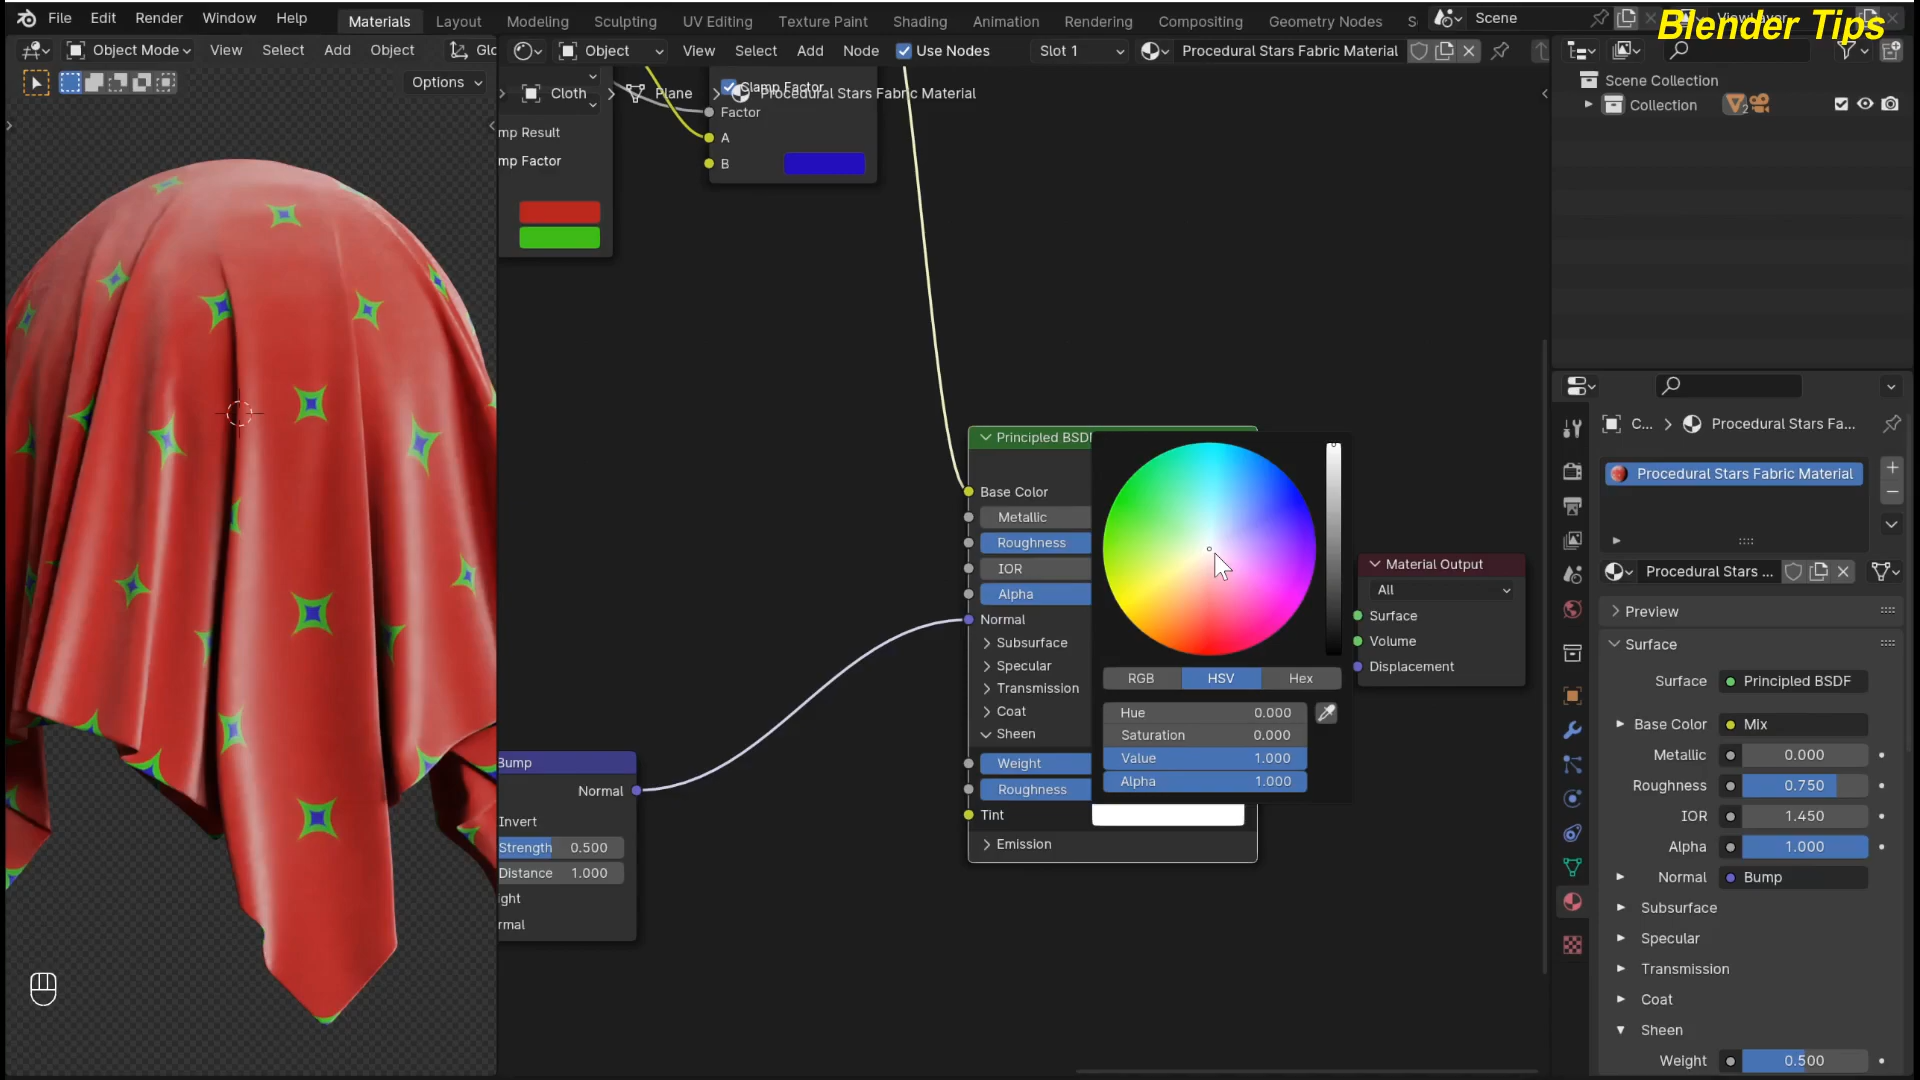 File Edit Render Window Help Materials Layout Modeling Sculpting UV Editing Texture Paint Shading Animation Rendering Compositing Geometry Nodes S Scene ViewLayer
Blender Tips
Object Mode View Select Add Object Glo Object View Select Add Node Use Nodes Slot 1 Procedural Stars Fabric Material
Options
Cloth Plane Procedural Stars Fabric Material
Clamp Factor
Factor
mp Result
A
mp Factor
B
Scene Collection
Collection
Principled BSDF
Base Color
Metallic
Roughness
IOR
Alpha
Normal
Subsurface
Specular
Transmission
Coat
Sheen
Weight
Roughness
Tint
Emission
RGB HSV Hex
Hue 0.000
Saturation 0.000
Value 1.000
Alpha 1.000
Material Output
All
Surface
Volume
Displacement
Bump
Normal
Invert
Strength 0.500
Distance 1.000
ight
rmal
C... Procedural Stars Fa...
Procedural Stars Fabric Material
Procedural Stars ...
Preview
Surface
Surface Principled BSDF
Base Color Mix
Metallic 0.000
Roughness 0.750
IOR 1.450
Alpha 1.000
Normal Bump
Subsurface
Specular
Transmission
Coat
Sheen
Weight 0.500